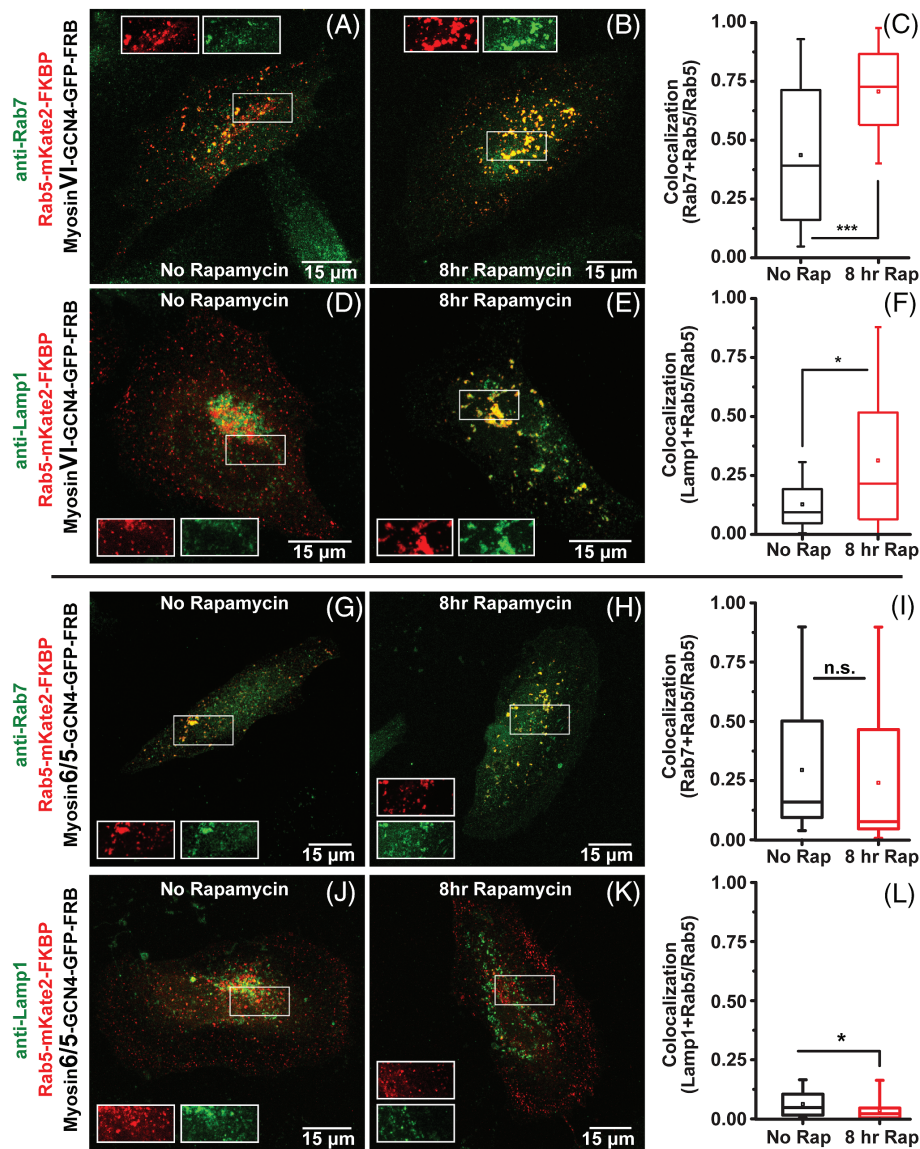 anti-Rab7
Rab5-mKate2-FKBP
MyosinVI-GCN4-GFP-FRB
(A)
No Rapamycin
15 µm
(B)
8hr Rapamycin
15 µm
(C)
Colocalization
(Rab7+Rab5/Rab5)
1.00
0.75
0.50
0.25
0.00
***
No Rap
8 hr Rap
anti-Lamp1
Rab5-mKate2-FKBP
MyosinVI-GCN4-GFP-FRB
No Rapamycin
(D)
15 µm
8hr Rapamycin
(E)
15 µm
(F)
Colocalization
(Lamp1+Rab5/Rab5)
1.00
0.75
0.50
0.25
0.00
*
No Rap
8 hr Rap
anti-Rab7
Rab5-mKate2-FKBP
Myosin6/5-GCN4-GFP-FRB
No Rapamycin
(G)
15 µm
8hr Rapamycin
(H)
15 µm
(I)
Colocalization
(Rab7+Rab5/Rab5)
1.00
0.75
0.50
0.25
0.00
n.s.
No Rap
8 hr Rap
anti-Lamp1
Rab5-mKate2-FKBP
Myosin6/5-GCN4-GFP-FRB
No Rapamycin
(J)
15 µm
8hr Rapamycin
(K)
15 µm
(L)
Colocalization
(Lamp1+Rab5/Rab5)
1.00
0.75
0.50
0.25
0.00
*
No Rap
8 hr Rap